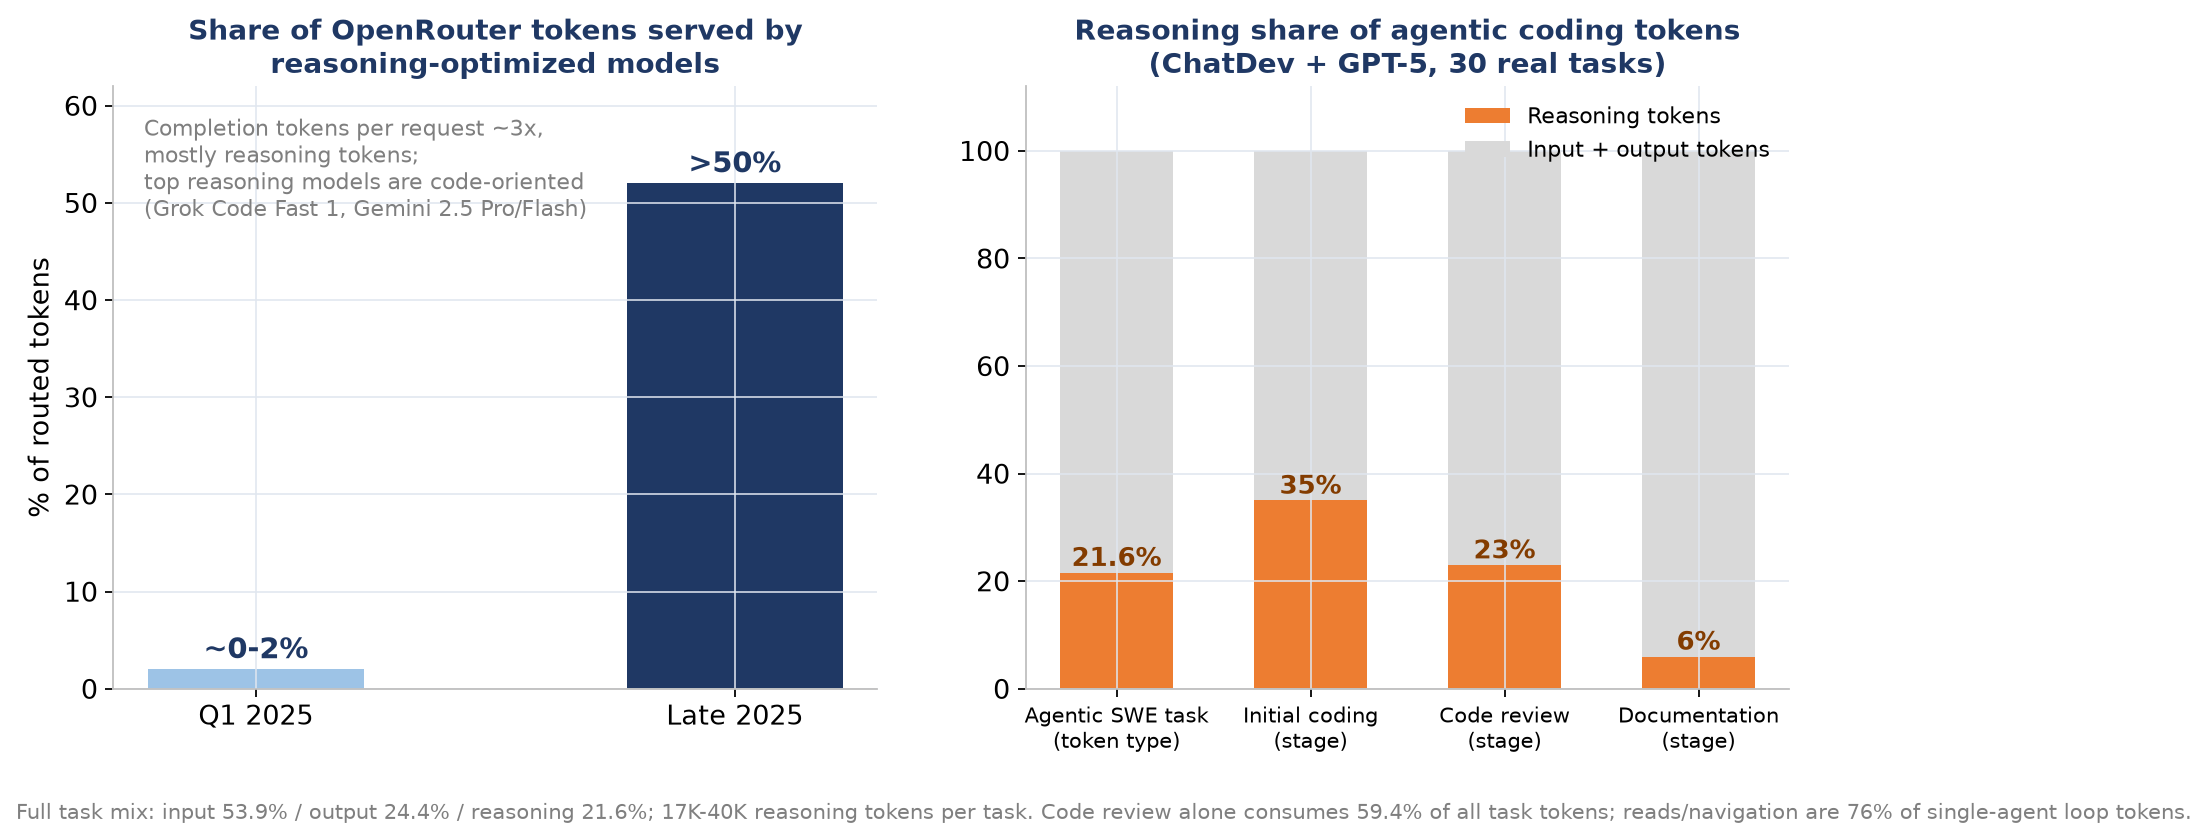 Share of OpenRouter tokens served by
reasoning-optimized models
% of routed tokens
60
50
40
30
20
10
0
Completion tokens per request ~3x,
mostly reasoning tokens;
top reasoning models are code-oriented
(Grok Code Fast 1, Gemini 2.5 Pro/Flash)
>50%
~0-2%
Q1 2025
Late 2025
Reasoning share of agentic coding tokens
(ChatDev + GPT-5, 30 real tasks)
Reasoning tokens
Input + output tokens
100
80
60
40
20
0
21.6%
35%
23%
6%
Agentic SWE task
(token type)
Initial coding
(stage)
Code review
(stage)
Documentation
(stage)
Full task mix: input 53.9% / output 24.4% / reasoning 21.6%; 17K-40K reasoning tokens per task. Code review alone consumes 59.4% of all task tokens; reads/navigation are 76% of single-agent loop tokens.